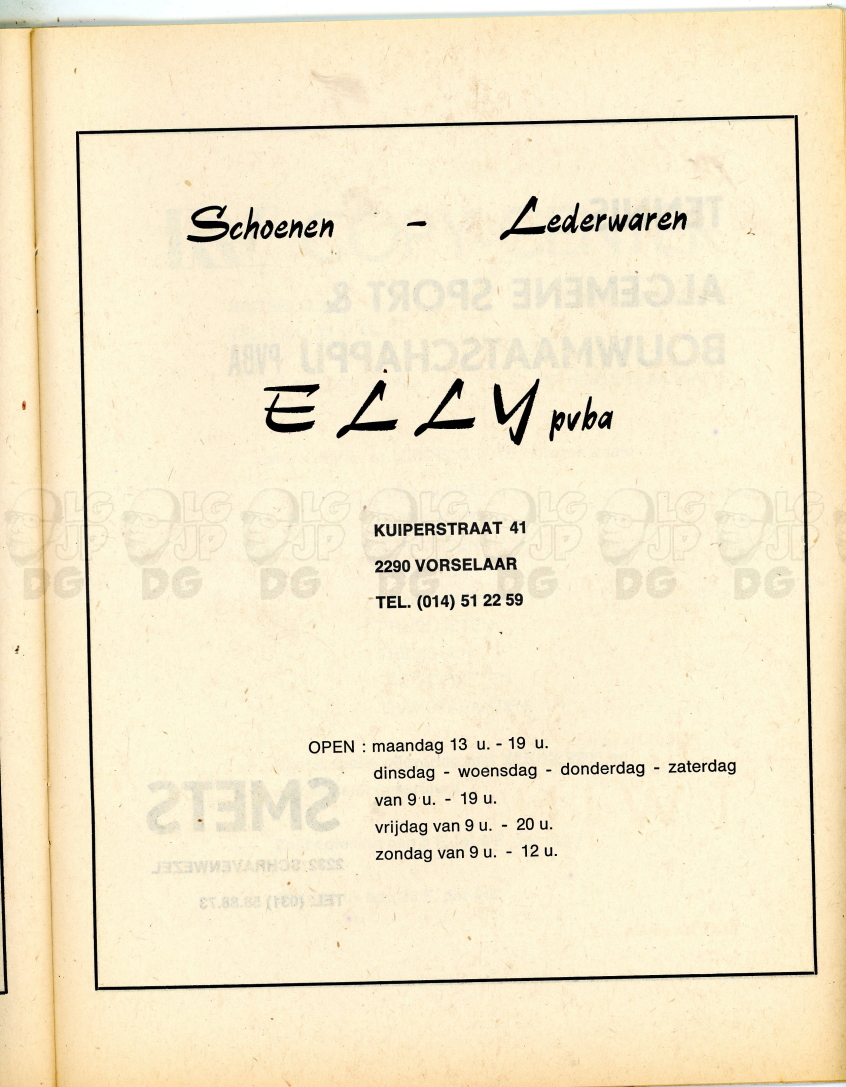 Schoenen - Lederwaren
ELLY pvba
KUIPERSTRAAT 41
2290 VORSELAAR
TEL. (014) 51 22 59
OPEN : maandag 13 u. - 19 u.
dinsdag - woensdag - donderdag - zaterdag
van 9 u. - 19 u.
vrijdag van 9 u. - 20 u.
zondag van 9 u. - 12 u.